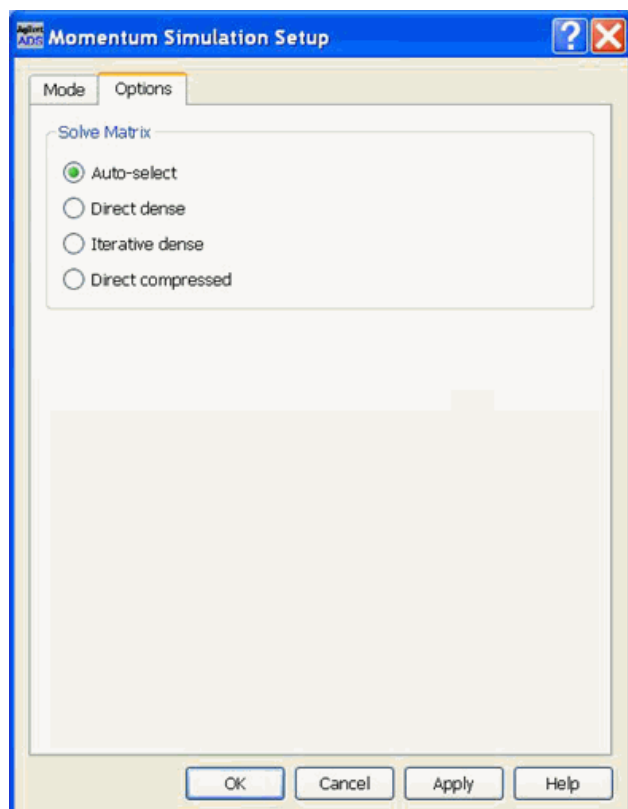 Agilent
ADS
Momentum Simulation Setup
Mode
Options
Solve Matrix
Auto-select
Direct dense
Iterative dense
Direct compressed
OK
Cancel
Apply
Help